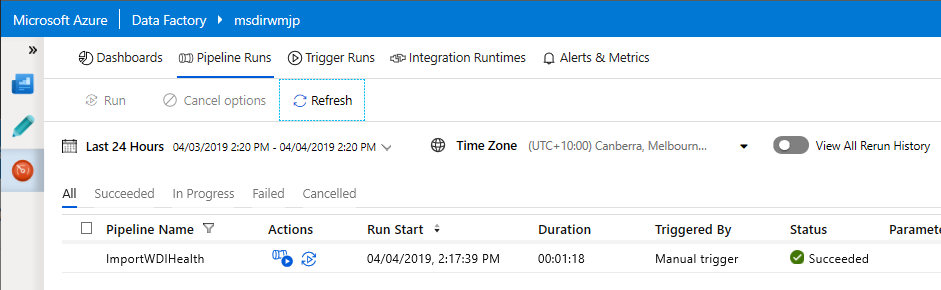 Microsoft Azure Data Factory msdirwmjp
»
Dashboards Pipeline Runs Trigger Runs Integration Runtimes Alerts & Metrics
Run Cancel options Refresh
Last 24 Hours 04/03/2019 2:20 PM - 04/04/2019 2:20 PM Time Zone (UTC+10:00) Canberra, Melbourn... View All Rerun History
All Succeeded In Progress Failed Cancelled
Pipeline Name Actions Run Start Duration Triggered By Status Parame
ImportWDIHealth 04/04/2019, 2:17:39 PM 00:01:18 Manual trigger Succeeded